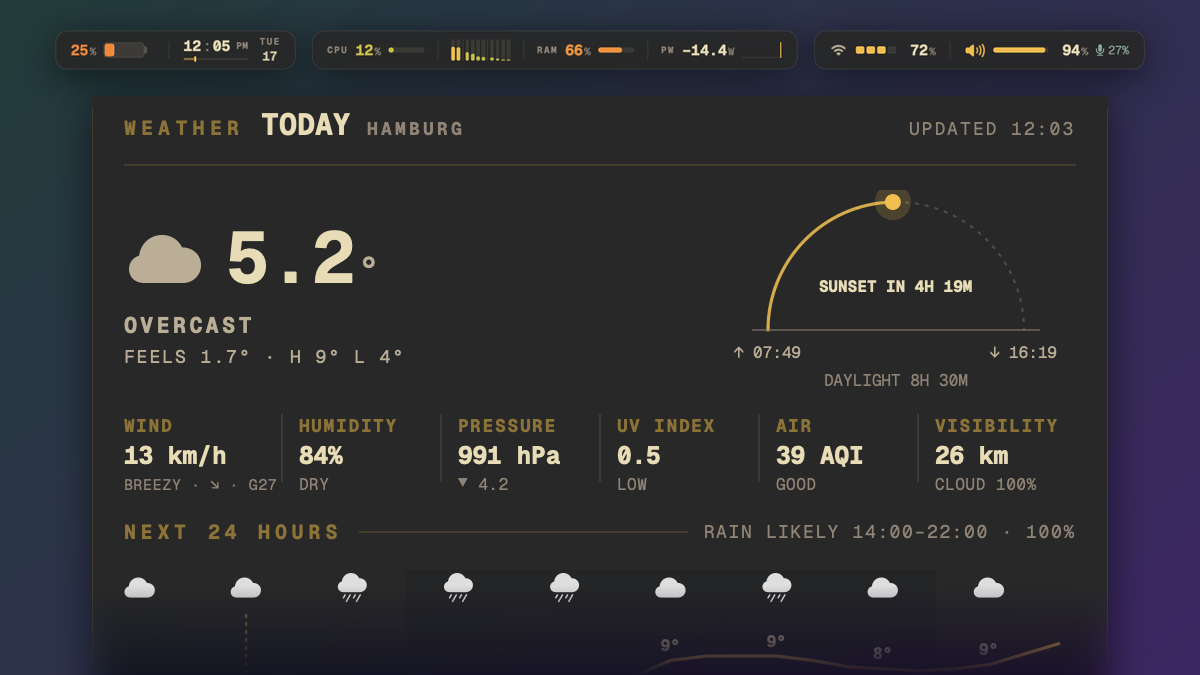 25% 12:05 PM TUE 17 CPU 12% RAM 66% PW −14.4W 72% 94% 27%
WEATHER TODAY HAMBURG UPDATED 12:03
5.2°
SUNSET IN 4H 19M
OVERCAST
FEELS 1.7° · H 9° L 4°
↑ 07:49 ↓ 16:19
DAYLIGHT 8H 30M
WIND HUMIDITY PRESSURE UV INDEX AIR VISIBILITY
13 km/h 84% 991 hPa 0.5 39 AQI 26 km
BREEZY · ↘ · G27 DRY ▼ 4.2 LOW GOOD CLOUD 100%
NEXT 24 HOURS RAIN LIKELY 14:00–22:00 · 100%
9° 9° 8° 9°